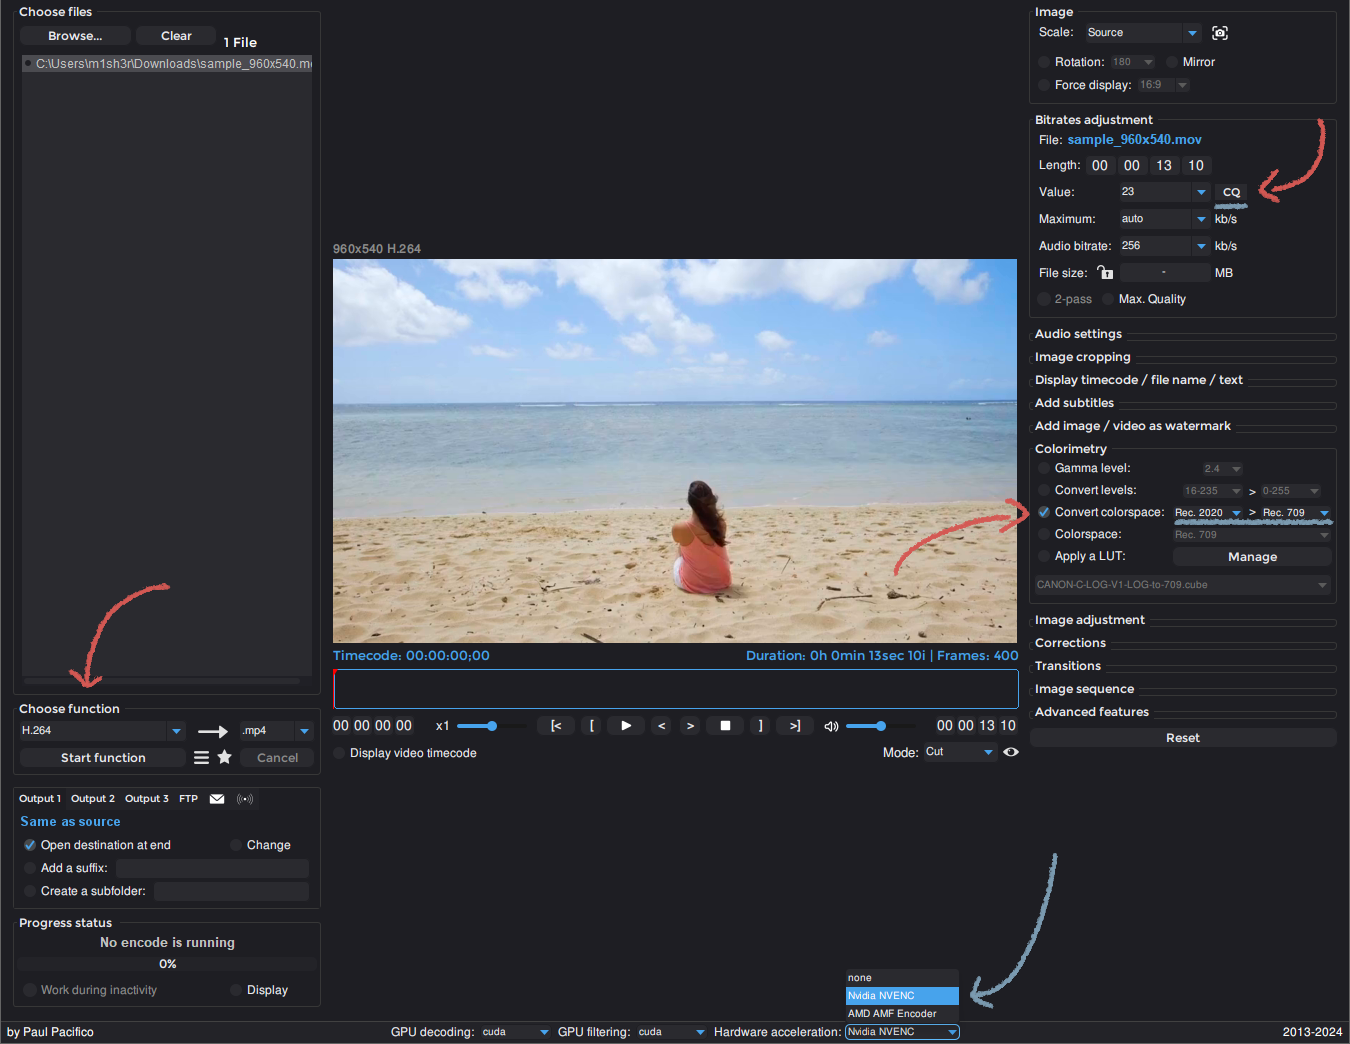 Choose files
Browse...
Clear
1 File
C:\Users\m1sh3r\Downloads\sample_960x540.m
Choose function
H.264
.mp4
Start function
Cancel
Output 1 Output 2 Output 3 FTP
Same as source
Open destination at end
Change
Add a suffix:
Create a subfolder:
Progress status
No encode is running
0%
Work during inactivity
Display
960x540 H.264
Timecode: 00:00:00;00
Duration: 0h 0min 13sec 10i | Frames: 400
00 00 00 00
x1
[<
[
<
>
]
>]
00 00 13 10
Display video timecode
Mode: Cut
Image
Scale: Source
Rotation: 180
Mirror
Force display: 16:9
Bitrates adjustment
File: sample_960x540.mov
Length: 00 00 13 10
Value: 23 CQ
Maximum: auto kb/s
Audio bitrate: 256 kb/s
File size: - MB
2-pass
Max. Quality
Audio settings
Image cropping
Display timecode / file name / text
Add subtitles
Add image / video as watermark
Colorimetry
Gamma level: 2.4
Convert levels: 16-235 > 0-255
Convert colorspace: Rec. 2020 > Rec. 709
Colorspace: Rec. 709
Apply a LUT: Manage
CANON-C-LOG-V1-LOG-to-709.cube
Image adjustment
Corrections
Transitions
Image sequence
Advanced features
Reset
none
Nvidia NVENC
AMD AMF Encoder
by Paul Pacifico
GPU decoding: cuda
GPU filtering: cuda
Hardware acceleration: Nvidia NVENC
2013-2024